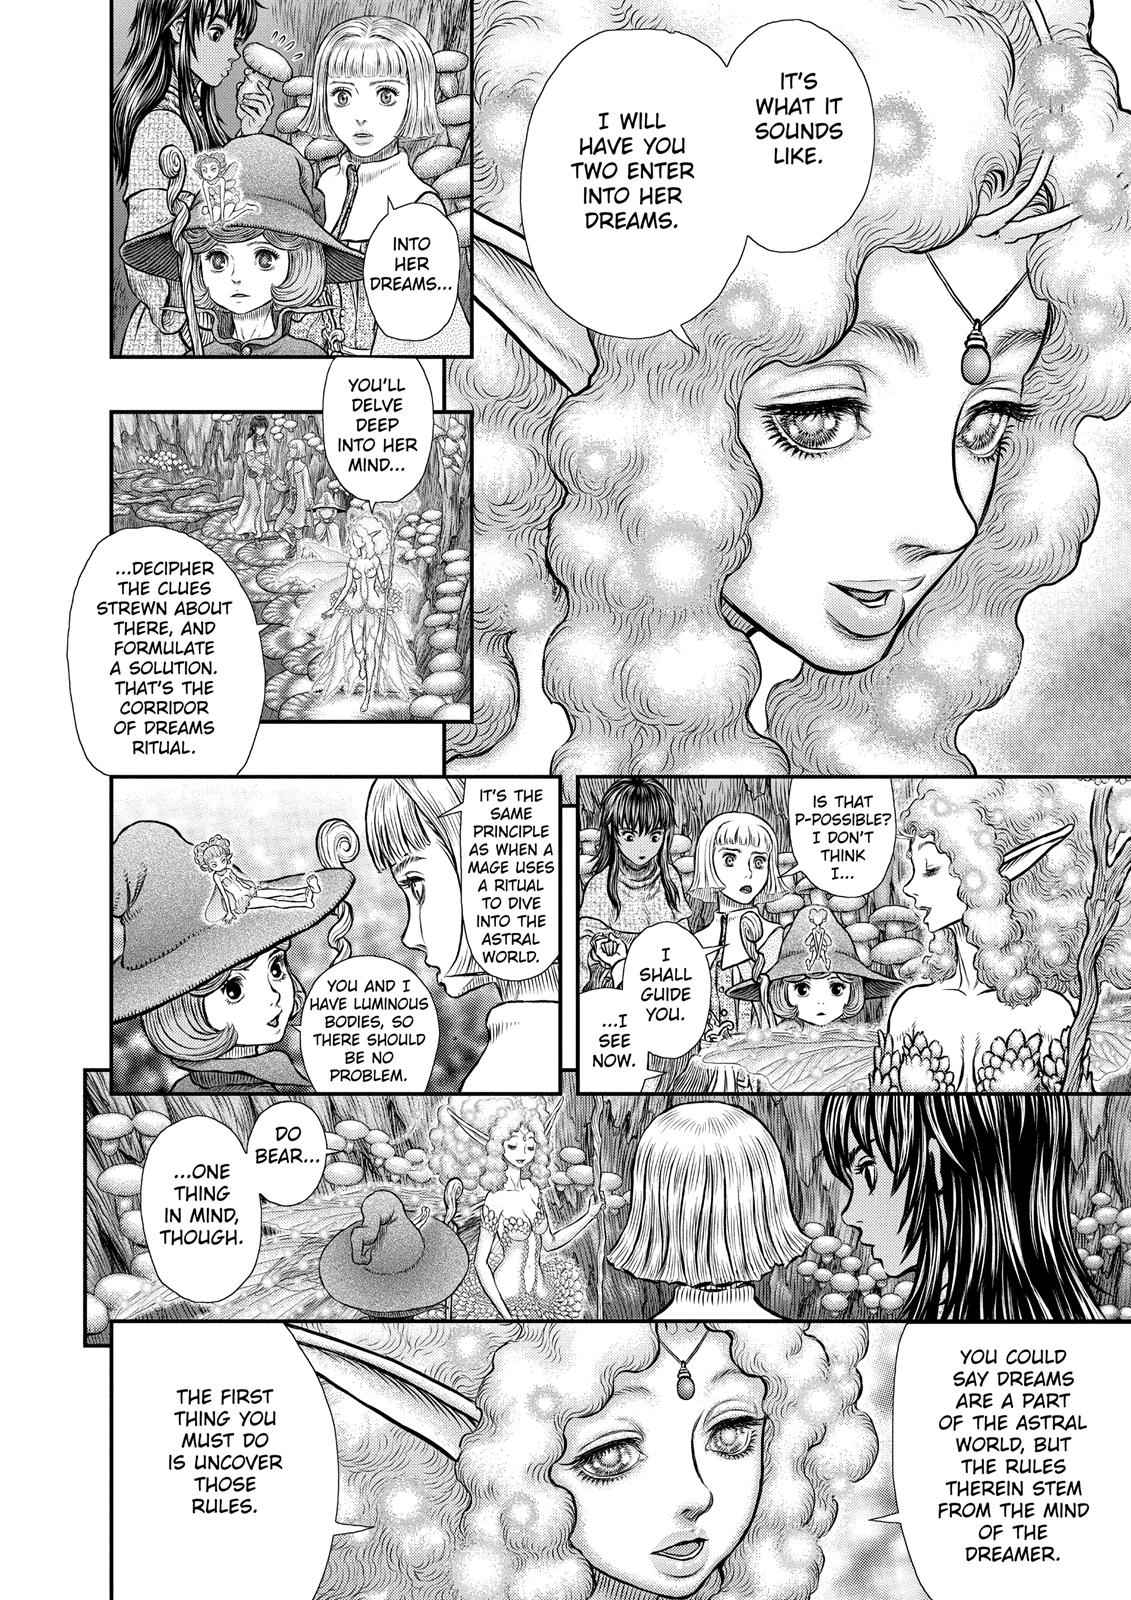 IT'S
WHAT IT
SOUNDS
LIKE.
I WILL
HAVE YOU
TWO ENTER
INTO HER
DREAMS.
INTO
HER
DREAMS...
YOU'LL
DELVE
DEEP
INTO HER
MIND...
...DECIPHER
THE CLUES
STREWN ABOUT
THERE, AND
FORMULATE
A SOLUTION.
THAT'S THE
CORRIDOR
OF DREAMS
RITUAL.
IS THAT
P-POSSIBLE?
I DON'T
THINK
I...
I
SHALL
GUIDE
YOU.
...I
SEE
NOW.
IT'S THE
SAME
PRINCIPLE
AS WHEN A
MAGE USES
A RITUAL
TO DIVE
INTO THE
ASTRAL
WORLD.
YOU AND I
HAVE LUMINOUS
BODIES, SO
THERE SHOULD
BE NO
PROBLEM.
DO
BEAR...
...ONE
THING
IN MIND,
THOUGH.
YOU COULD
SAY DREAMS
ARE A PART
OF THE ASTRAL
WORLD, BUT
THE RULES
THEREIN STEM
FROM THE MIND
OF THE
DREAMER.
THE FIRST
THING YOU
MUST DO
IS UNCOVER
THOSE
RULES.